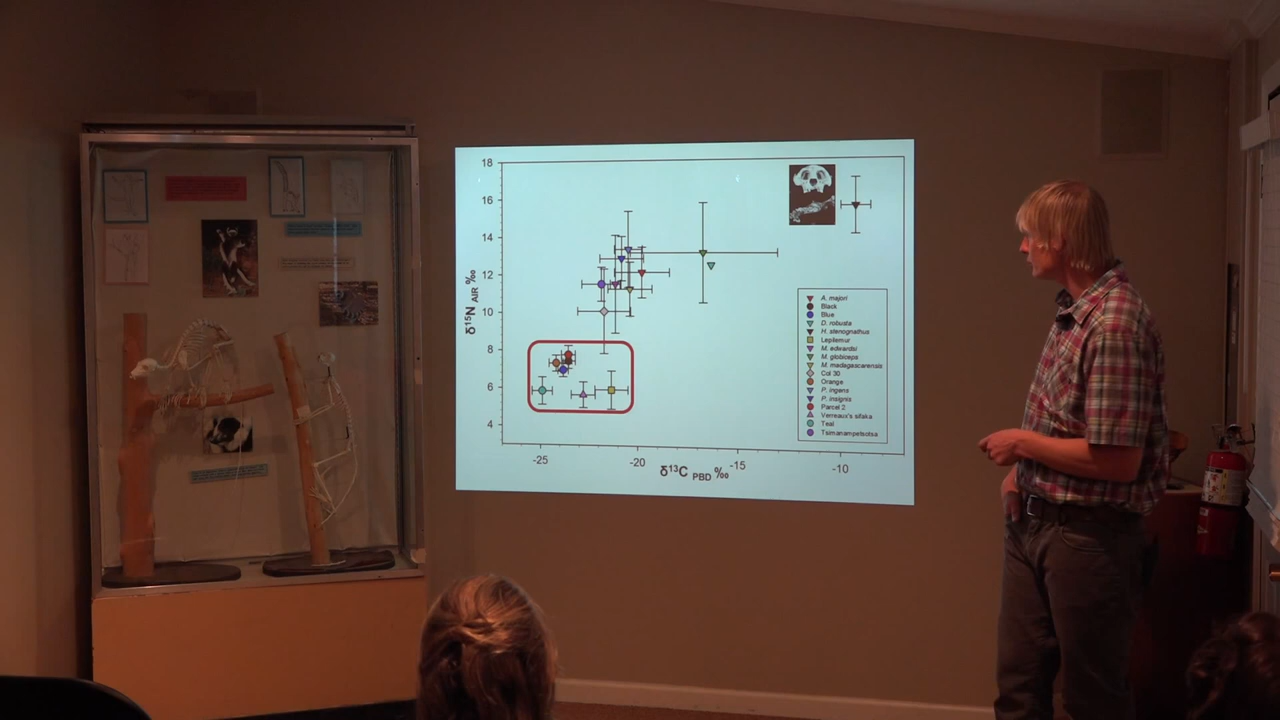 18
16
14
12
10
8
6
4
δ15N AIR ‰
-25
-20
-15
-10
δ13C PBD ‰
A. majori
Black
Blue
D. robusta
H. stenognathus
Lepilemur
M. edwardsi
M. globiceps
M. madagascarensis
Col 30
Orange
P. ingens
P. insignis
Parcel 2
Verreaux's sifaka
Teal
Tsimanampetsotsa